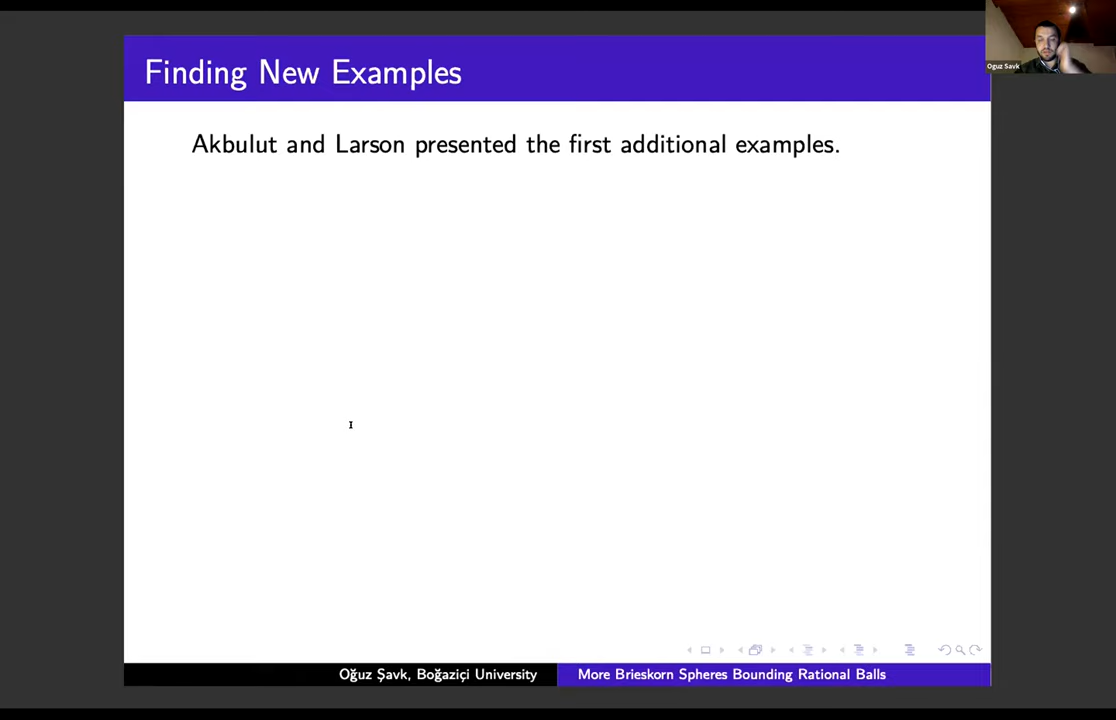 Finding New Examples
Oguz Savk
Akbulut and Larson presented the first additional examples.
Oğuz Şavk, Boğaziçi University
More Brieskorn Spheres Bounding Rational Balls